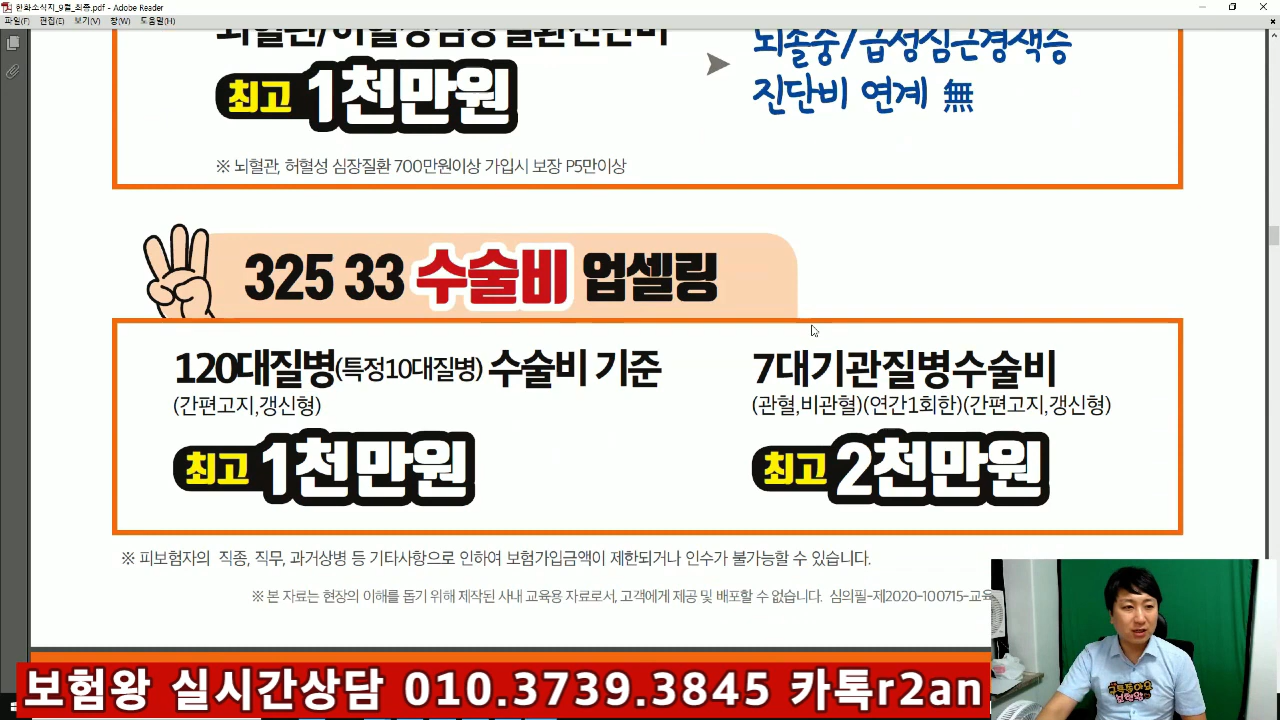 한화소식지_9월_최종.pdf - Adobe Reader
파일(F) 편집(E) 보기(V) 창(W) 도움말(H)
뇌혈관/허혈성심장 질환진단비
최고 1천만원
※ 뇌혈관, 허혈성 심장질환 700만원이상 가입시 보장 P5만이상
뇌졸중/급성심근경색증
진단비 연계 無
325 33 수술비 업셀링
120대질병(특정10대질병) 수술비 기준
(간편고지,갱신형)
최고 1천만원
7대기관질병수술비
(관혈,비관혈)(연간1회한)(간편고지,갱신형)
최고 2천만원
※ 피보험자의 직종, 직무, 과거상병 등 기타사항으로 인하여 보험가입금액이 제한되거나 인수가 불가능할 수 있습니다.
※ 본 자료는 현장의 이해를 돕기 위해 제작된 사내 교육용 자료로서, 고객에게 제공 및 배포할 수 없습니다. 심의필-제2020-100715-교육
보험왕 실시간상담 010.3739.3845 카톡r2an